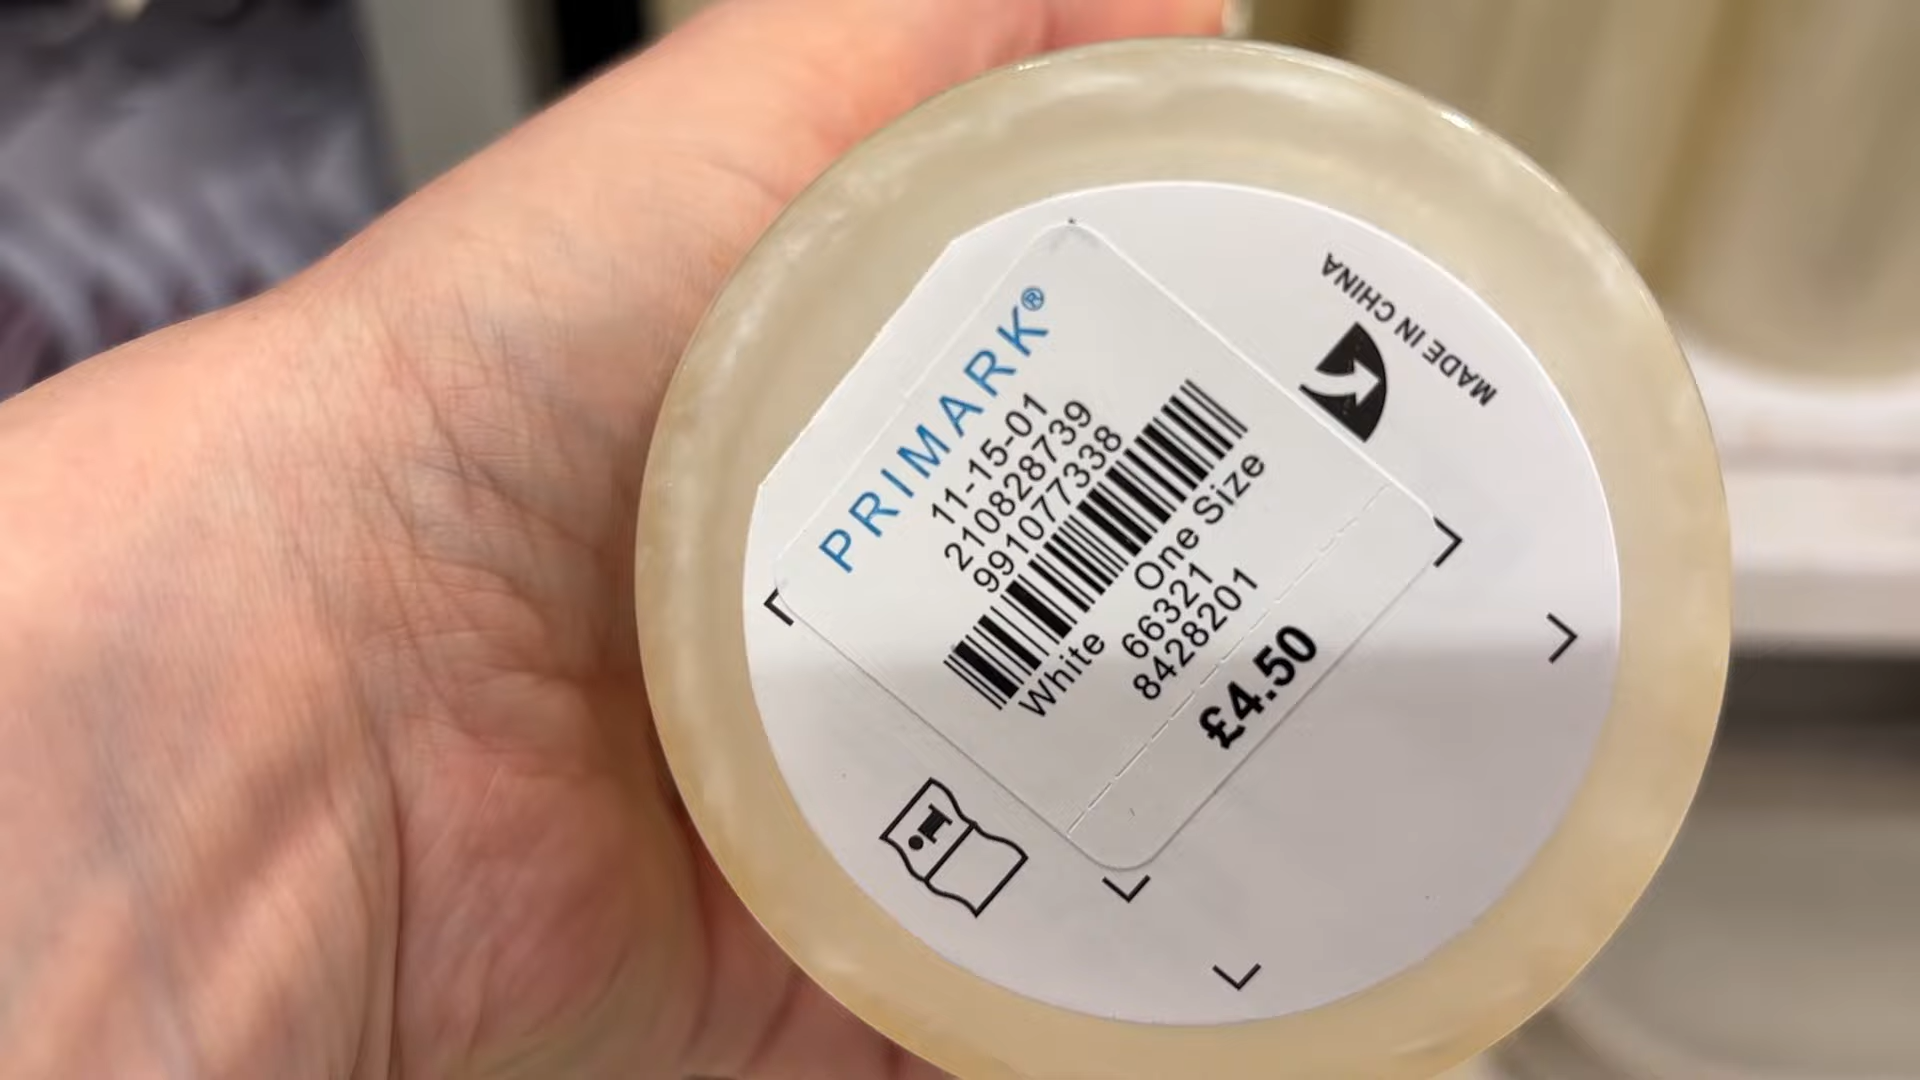 PRIMARK®
11-15-01
210828739
991077338
White One Size
66321
8428201
£4.50
MADE IN CHINA